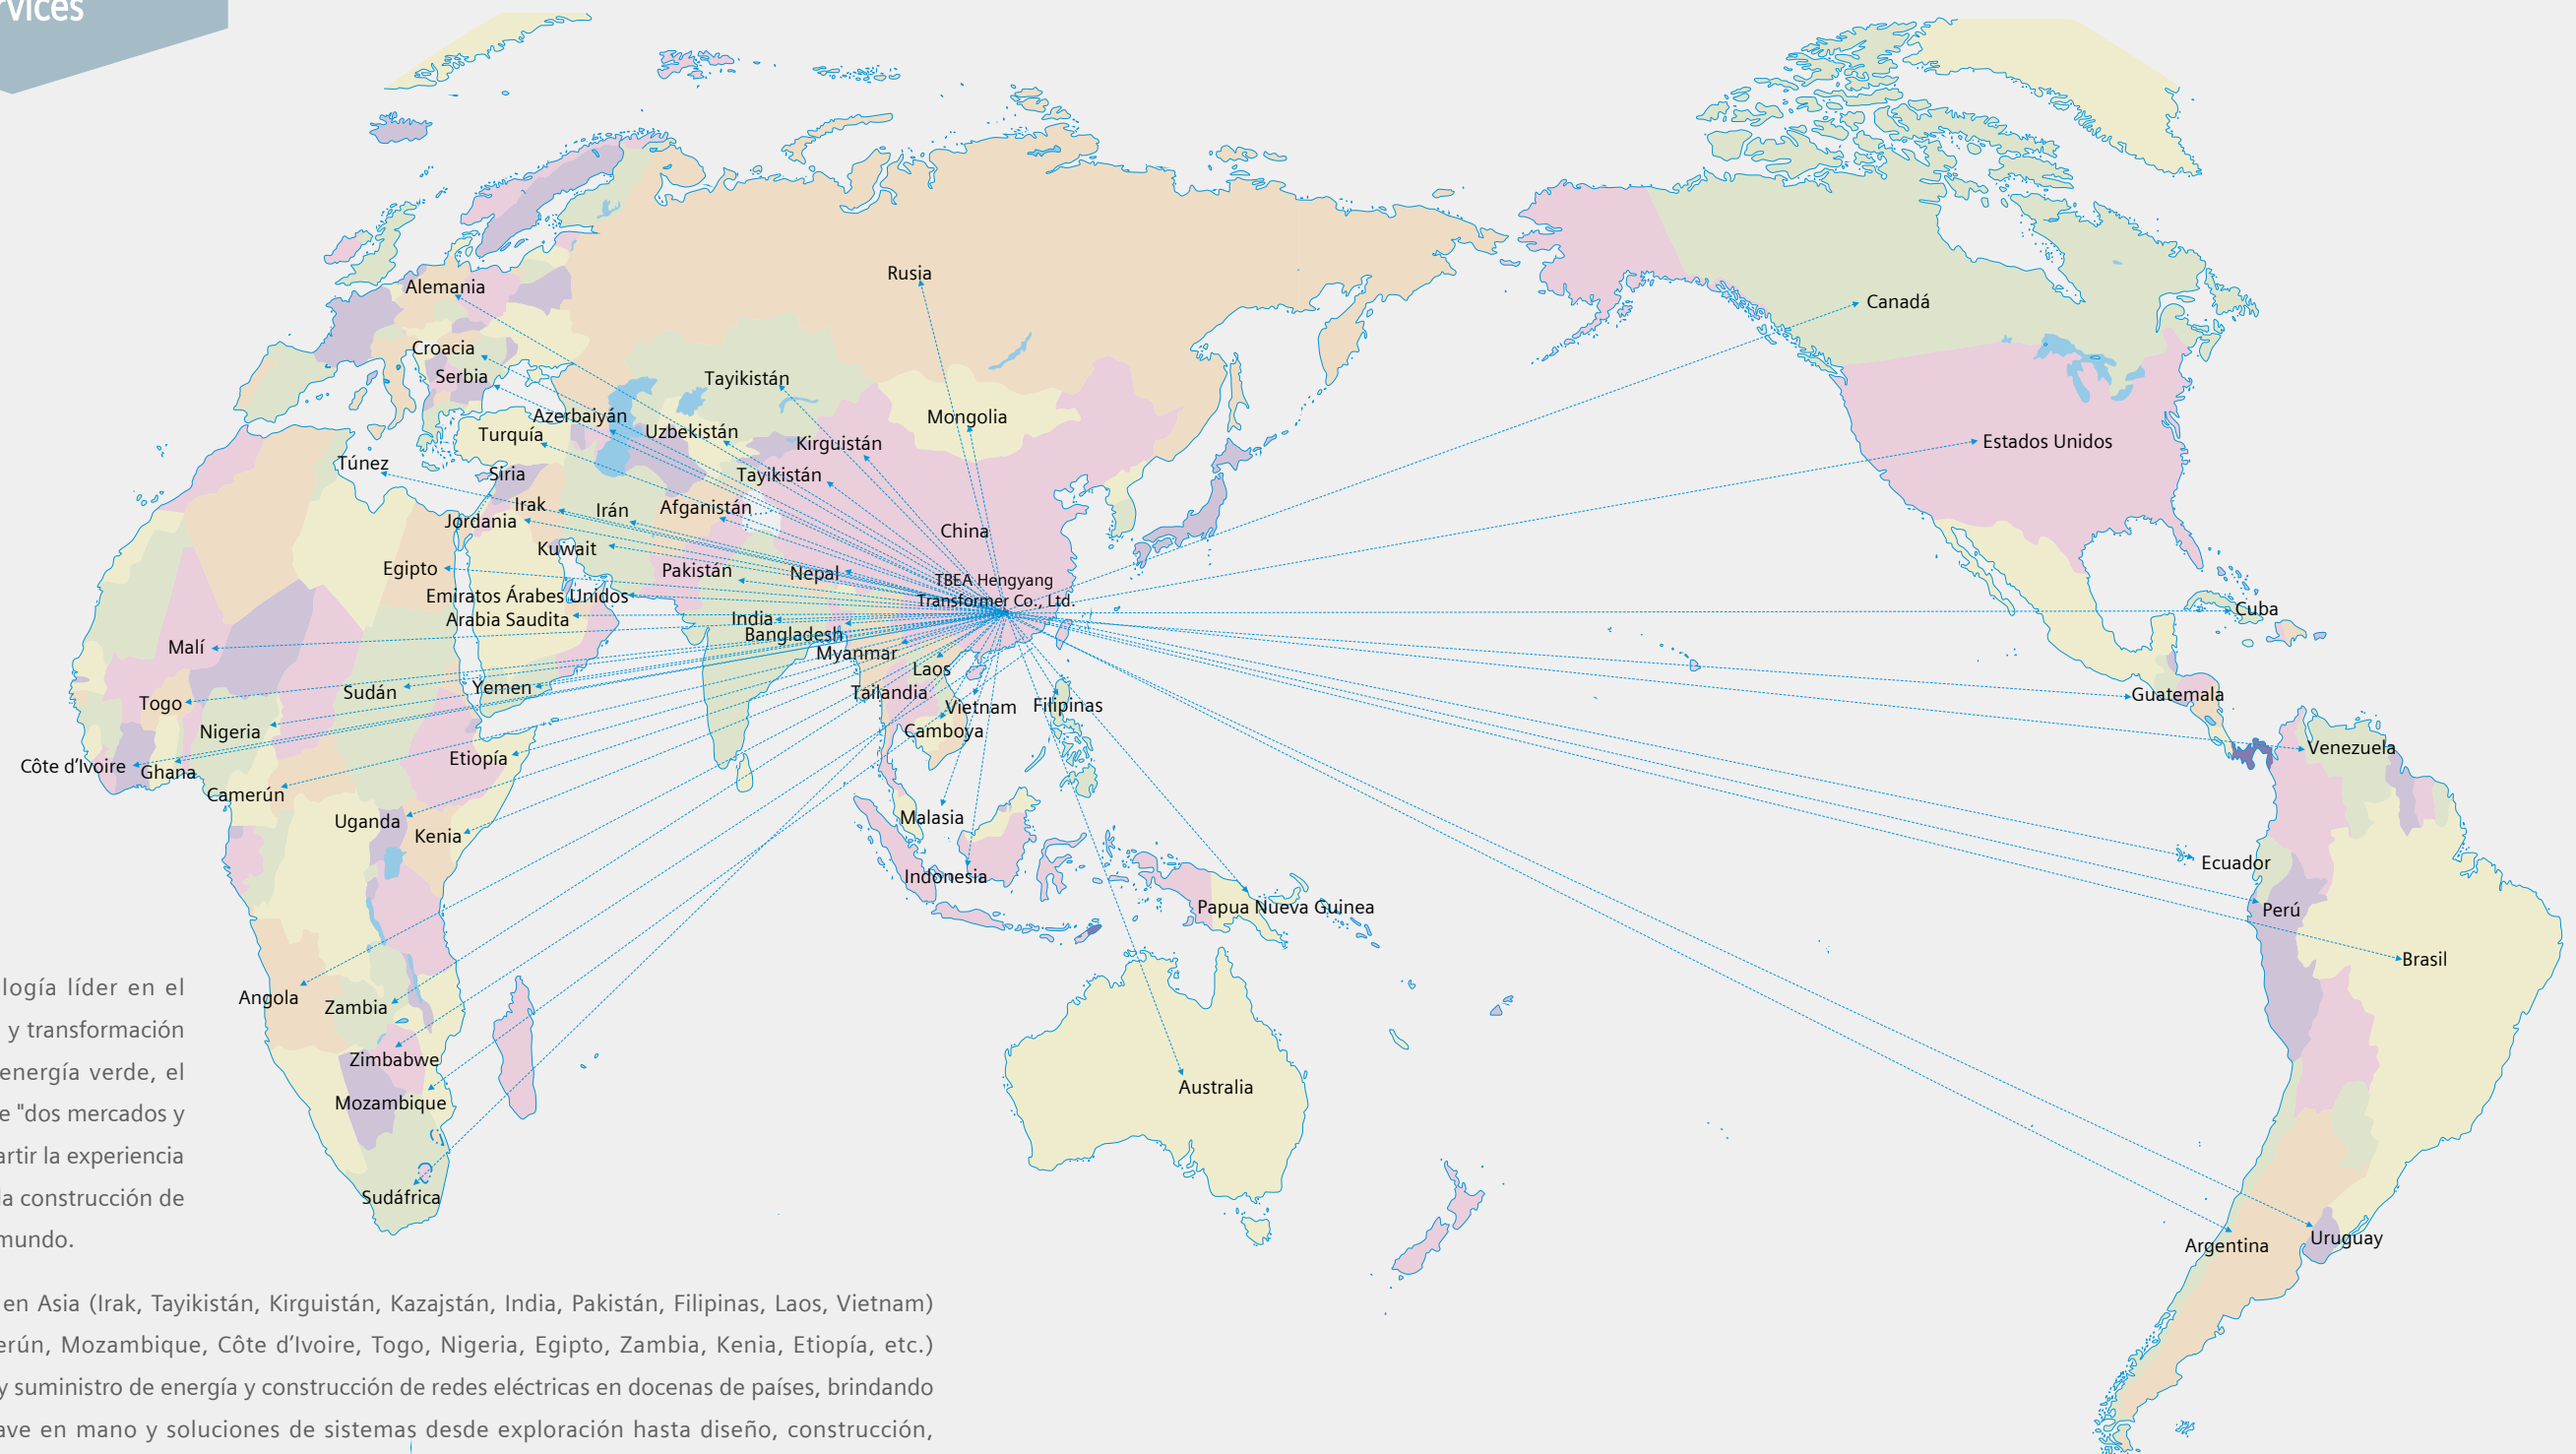 rvices
Rusia
Alemania
Canadá
Croacia
Serbia
Tayikistán
Azerbaiyán
Mongolia
Turquía
Uzbekistán
Kirguistán
Estados Unidos
Túnez
Siria
Tayikistán
Irak
Irán
Afganistán
Jordania
China
Kuwait
Egipto
Pakistán
Nepal
TBEA Hengyang
Transformer Co., Ltd.
Emiratos Árabes Unidos
Arabia Saudita
India
Bangladesh
Cuba
Malí
Myanmar
Laos
Togo
Sudán
Yemen
Tailandia
Vietnam
Filipinas
Guatemala
Nigeria
Camboya
Etiopía
Venezuela
Côte d’Ivoire
Ghana
Camerún
Uganda
Kenia
Malasia
Indonesia
Ecuador
Papua Nueva Guinea
Perú
Brasil
Angola
Zambia
Zimbabwe
Mozambique
Australia
Sudáfrica
Argentina
Uruguay
logía líder en el
y transformación
energía verde, el
e "dos mercados y
artir la experiencia
la construcción de
mundo.
en Asia (Irak, Tayikistán, Kirguistán, Kazajstán, India, Pakistán, Filipinas, Laos, Vietnam)
erún, Mozambique, Côte d’Ivoire, Togo, Nigeria, Egipto, Zambia, Kenia, Etiopía, etc.)
y suministro de energía y construcción de redes eléctricas en docenas de países, brindando
ave en mano y soluciones de sistemas desde exploración hasta diseño, construcción,